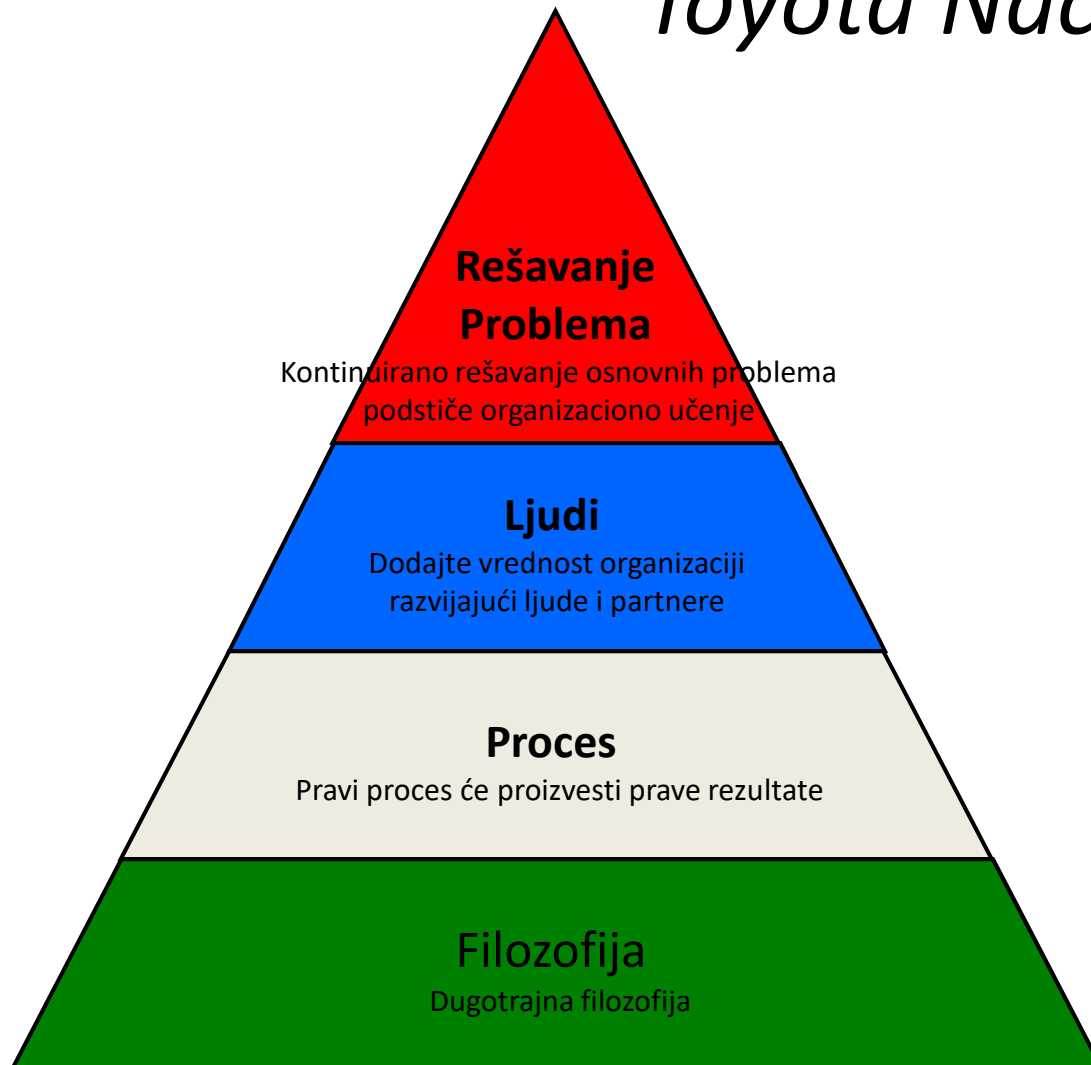 Toyota
Rešavanje
Problema
Kontinuirano rešavanje osnovnih problema
podstiče organizaciono učenje
Ljudi
Dodajte vrednost organizaciji
razvijajući ljude i partnere
Proces
Pravi proces će proizvesti prave rezultate
Filozofija
Dugotrajna filozofija